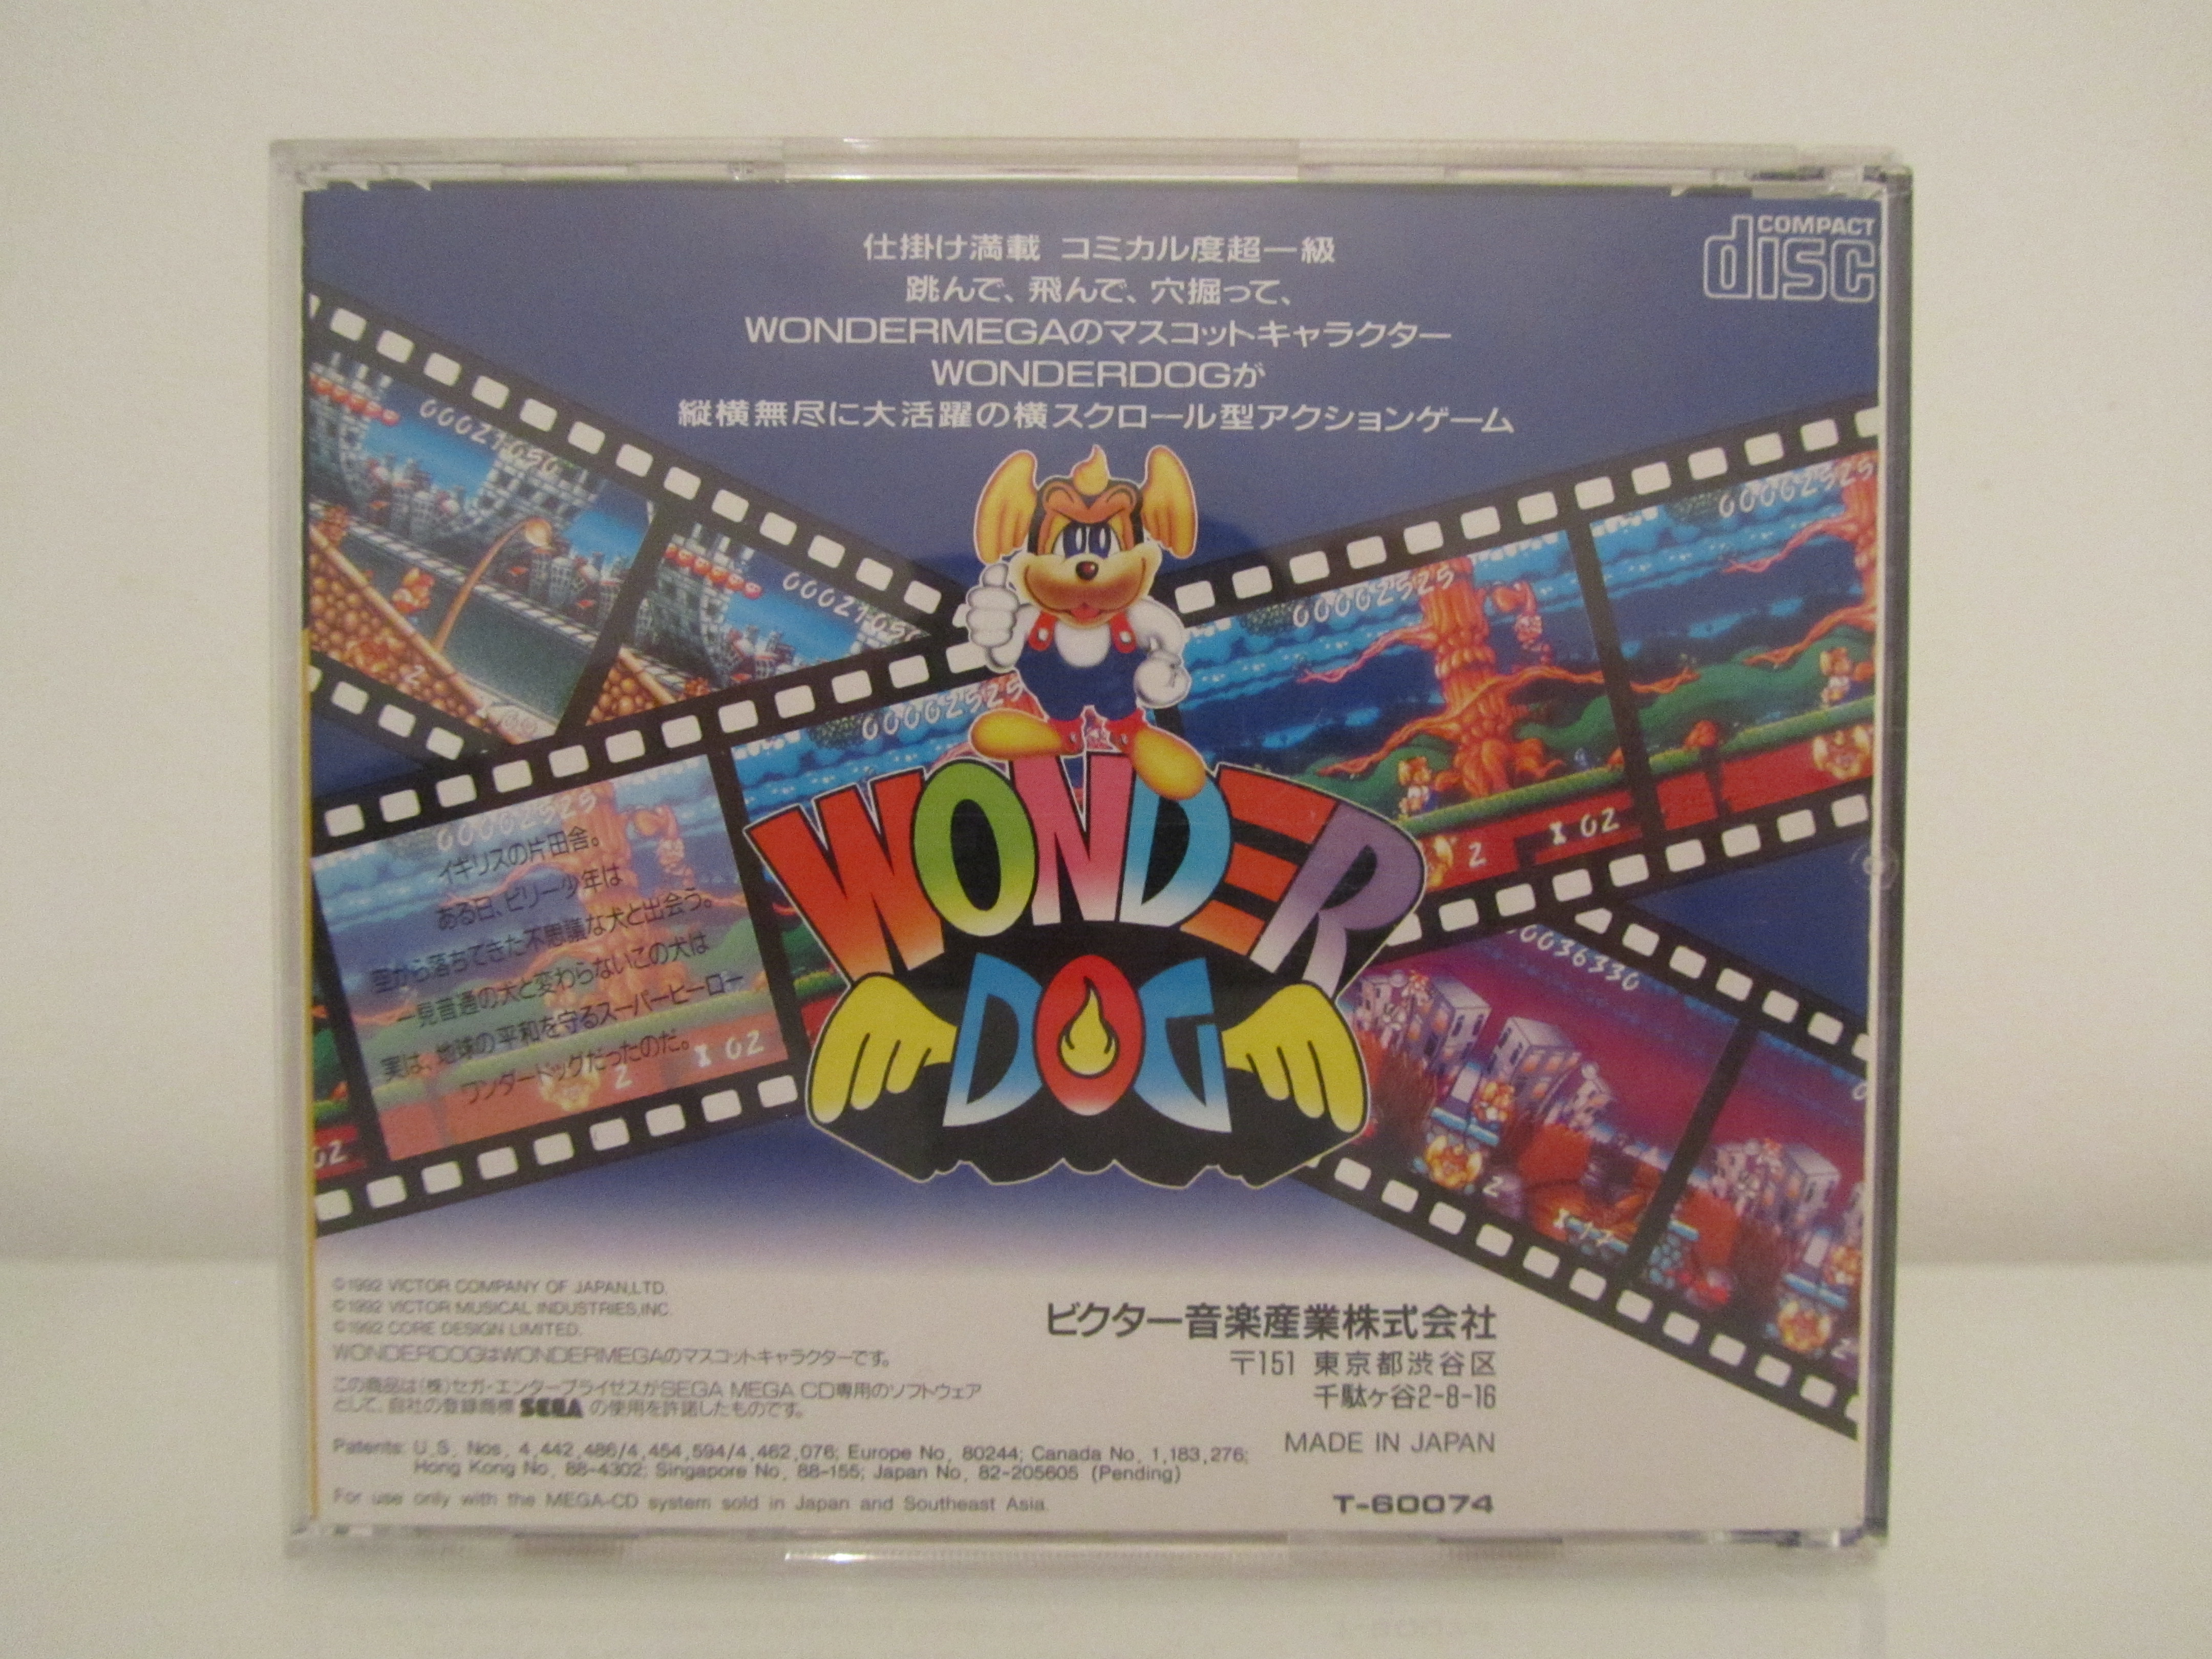 仕掛け満載 コミカル度超一級
跳んで、飛んで、穴掘って、
WONDERMEGAのマスコットキャラクター
WONDERDOGが
縦横無尽に大活躍の横スクロール型アクションゲーム
COMPACT
disc
00021050
00021050
2
00002525
00002525
00002525
2
I 02
WONDER
DOG
00002525
イギリスの片田舎。
ある日、ビリー少年は
空から落ちてきた不思議な犬と出会う。
一見普通の犬と変わらないこの犬は
実は、地球の平和を守るスーパーヒーロー
ワンダードッグだったのだ。
2
I 02
02
00036330
2
2
©1992 VICTOR COMPANY OF JAPAN,LTD.
©1992 VICTOR MUSICAL INDUSTRIES,INC.
©1992 CORE DESIGN LIMITED.
WONDERDOGはWONDERMEGAのマスコットキャラクターです。
この商品は(株)セガ・エンタープライゼスがSEGA MEGA CD専用のソフトウェア
として、自社の登録商標 SEGA の使用を許諾したものです。
Patents: U.S. Nos. 4,442,486/4,454,594/4,462,076; Europe No. 80244; Canada No. 1,183,276;
Hong Kong No. 88-4302; Singapore No. 88-155; Japan No. 82-205605 (Pending)
For use only with the MEGA-CD system sold in Japan and Southeast Asia.
ビクター音楽産業株式会社
〒151 東京都渋谷区
千駄ヶ谷2-8-16
MADE IN JAPAN
T-60074